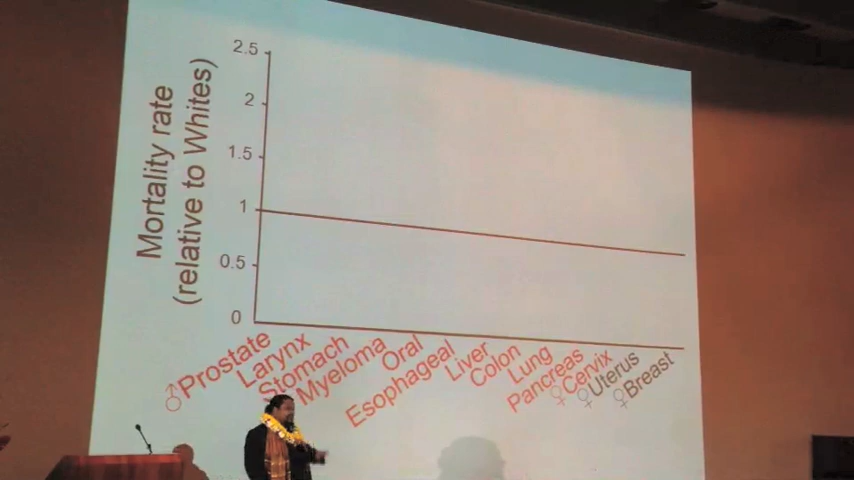 Mortality rate
(relative to Whites)
2.5
2
1.5
1
0.5
0
♂Prostate
Larynx
Stomach
Myeloma
Oral
Esophageal
Liver
Colon
Lung
Pancreas
♀Cervix
♀Uterus
♀Breast